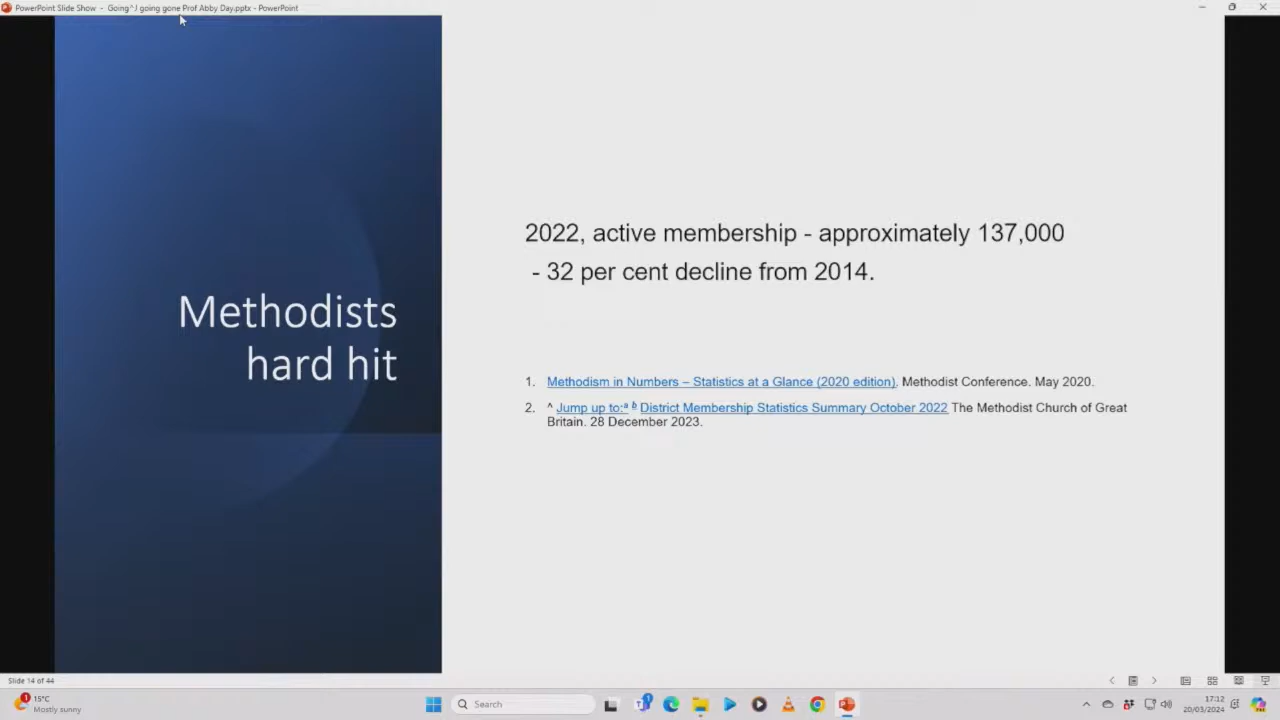 PowerPoint Slide Show - Going^J going gone Prof Abby Day.pptx - PowerPoint
Methodists
hard hit
2022, active membership - approximately 137,000
- 32 per cent decline from 2014.
1. Methodism in Numbers – Statistics at a Glance (2020 edition). Methodist Conference. May 2020.
2. ^ Jump up to:a b District Membership Statistics Summary October 2022 The Methodist Church of Great
Britain. 28 December 2023.
Slide 14 of 44
1
15°C
Mostly sunny
Search
1
17:12
20/03/2024